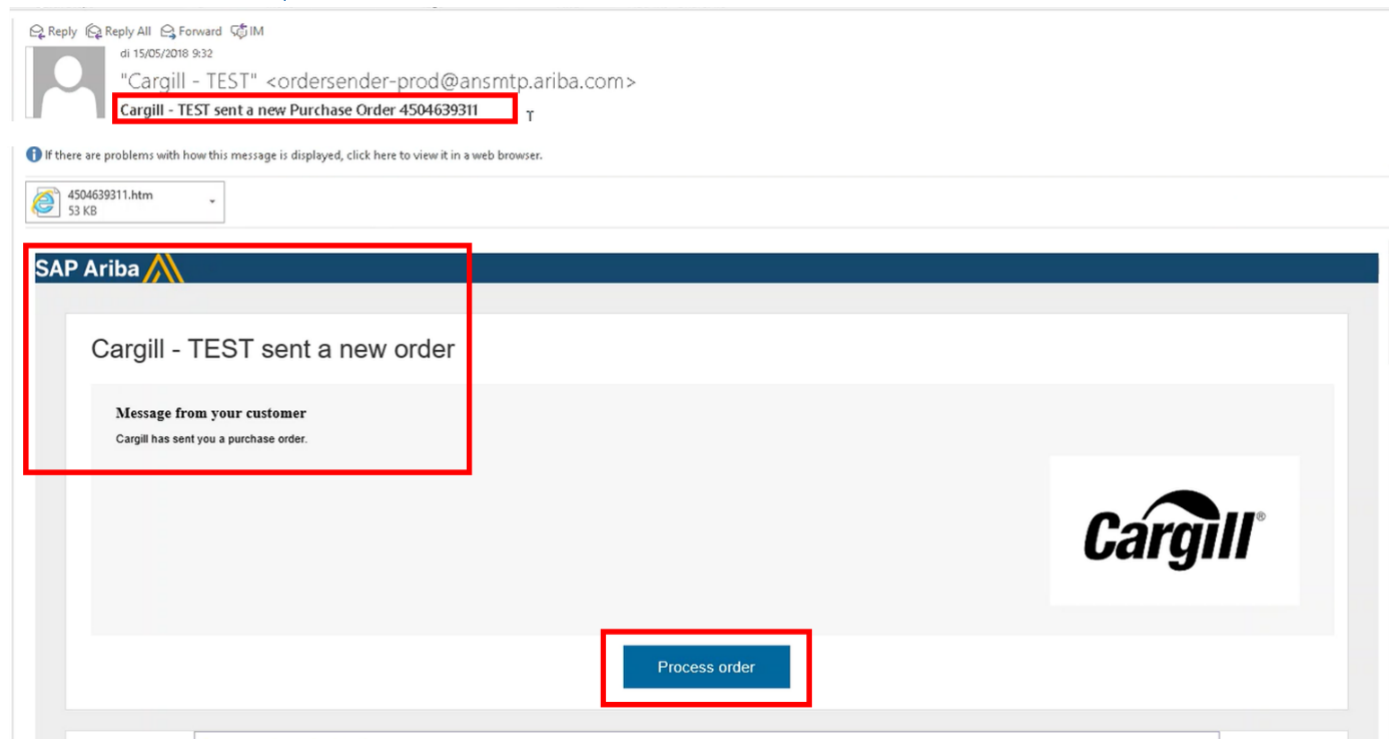 Reply Reply All Forward IM
di 15/05/2018 9:32
"Cargill - TEST" <ordersender-prod@ansmtp.ariba.com>
Cargill - TEST sent a new Purchase Order 4504639311
If there are problems with how this message is displayed, click here to view it in a web browser.
4504639311.htm
53 KB
SAP Ariba
Cargill - TEST sent a new order
Message from your customer
Cargill has sent you a purchase order.
Cargill®
Process order